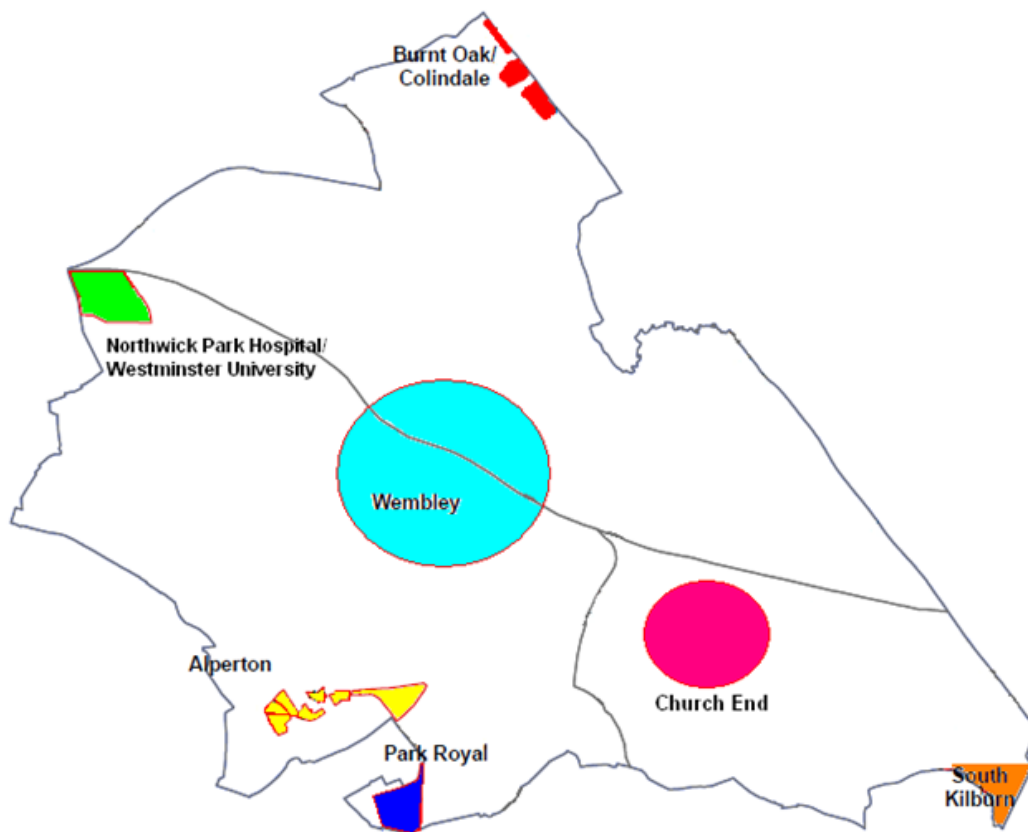 Burnt Oak/
Colindale
Northwick Park Hospital/
Westminster University
Wembley
Alperton
Church End
Park Royal
South
Kilburn